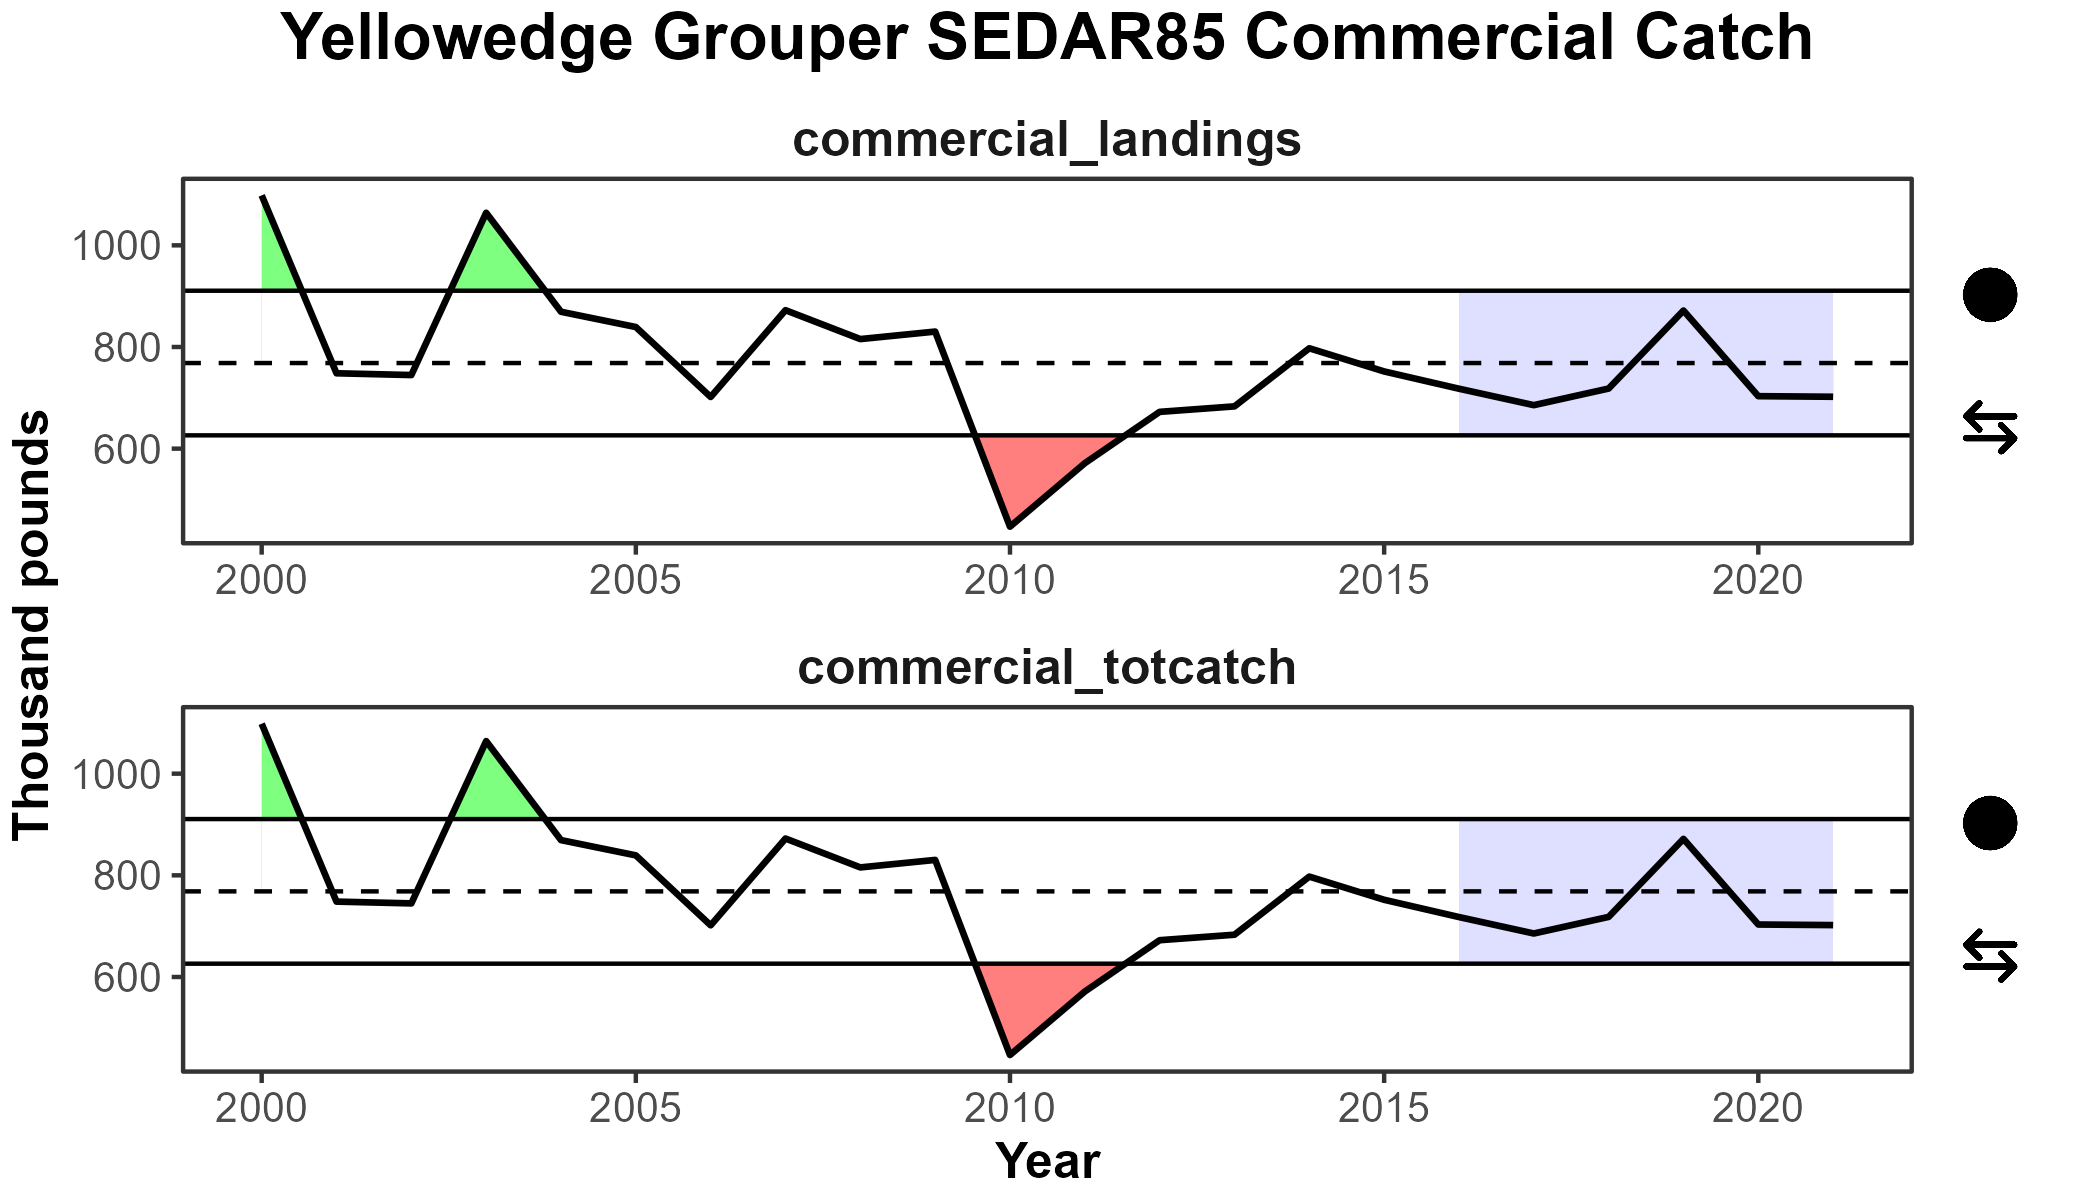 Yellowedge Grouper SEDAR85 Commercial Catch
commercial_landings
1000
800
600
2000 2005 2010 2015 2020
Thousand pounds
commercial_totcatch
1000
800
600
2000 2005 2010 2015 2020
Year